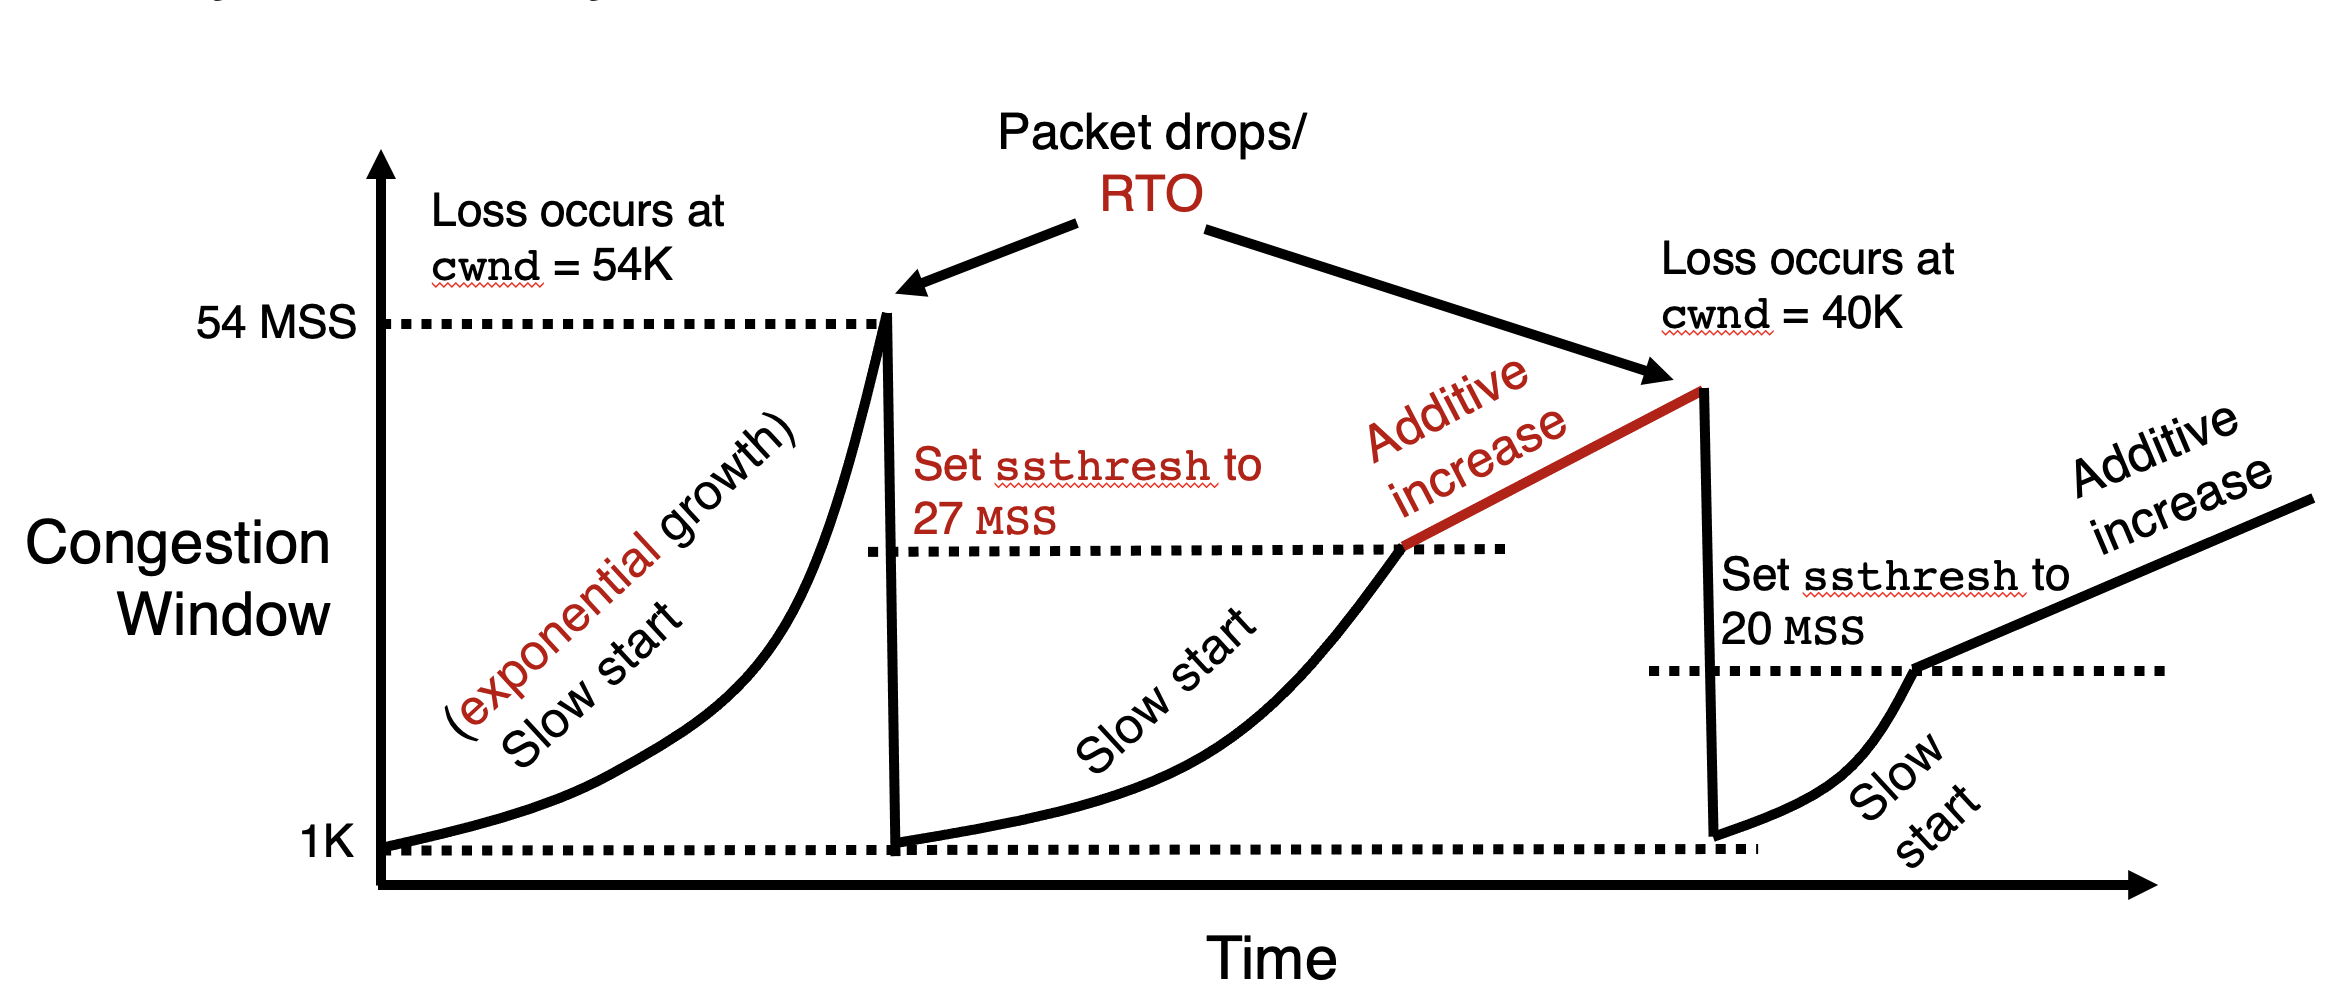 Packet drops/
RTO
Loss occurs at
cwnd = 54K
Loss occurs at
cwnd = 40K
54 MSS
(exponential growth)
Slow start
Set ssthresh to
27 MSS
Additive
increase
Additive
increase
Congestion
Window
Slow start
Set ssthresh to
20 MSS
Slow
start
1K
Time